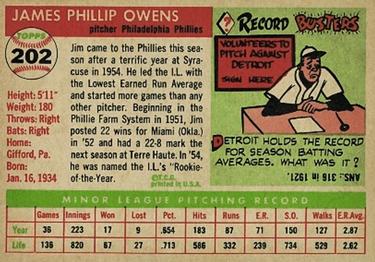 JAMES PHILLIP OWENS
pitcher Philadelphia Phillies
TOPPS
202
Height: 5'11"
Weight: 180
Throws: Right
Bats: Right
Home:
Gifford, Pa.
Born:
Jan. 16, 1934
Jim came to the Phillies this season
after a terrific year at Syra-
cuse in 1954. He led the I.L. with
the Lowest Earned Run Average
and started more games than any
other pitcher. Beginning in the
Phillie Farm System in 1951, Jim
posted 22 wins for Miami (Okla.)
in '52 and had a 22-8 mark the
next season at Terre Haute. In '54,
he was named the I.L. "Rookie-
of-the-Year.
©T.C.G.
printed in U.S.A.
? RECORD BUSTERS
VOLUNTEERS TO
PITCH AGAINST
DETROIT
SIGN HERE
DETROIT HOLDS THE RECORD
FOR SEASON BATTING
AVERAGES. WHAT WAS IT?
ANS. .316 IN 1921.
MINOR LEAGUE PITCHING RECORD
Games Innings Won Lost Pct. Hits Runs E.R. S.O. Walks E.R.Avg.
Year 36 223 17 9 .654 183 87 71 150 127 2.87
Life 136 820 67 27 .713 586 332 239 734 529 2.62